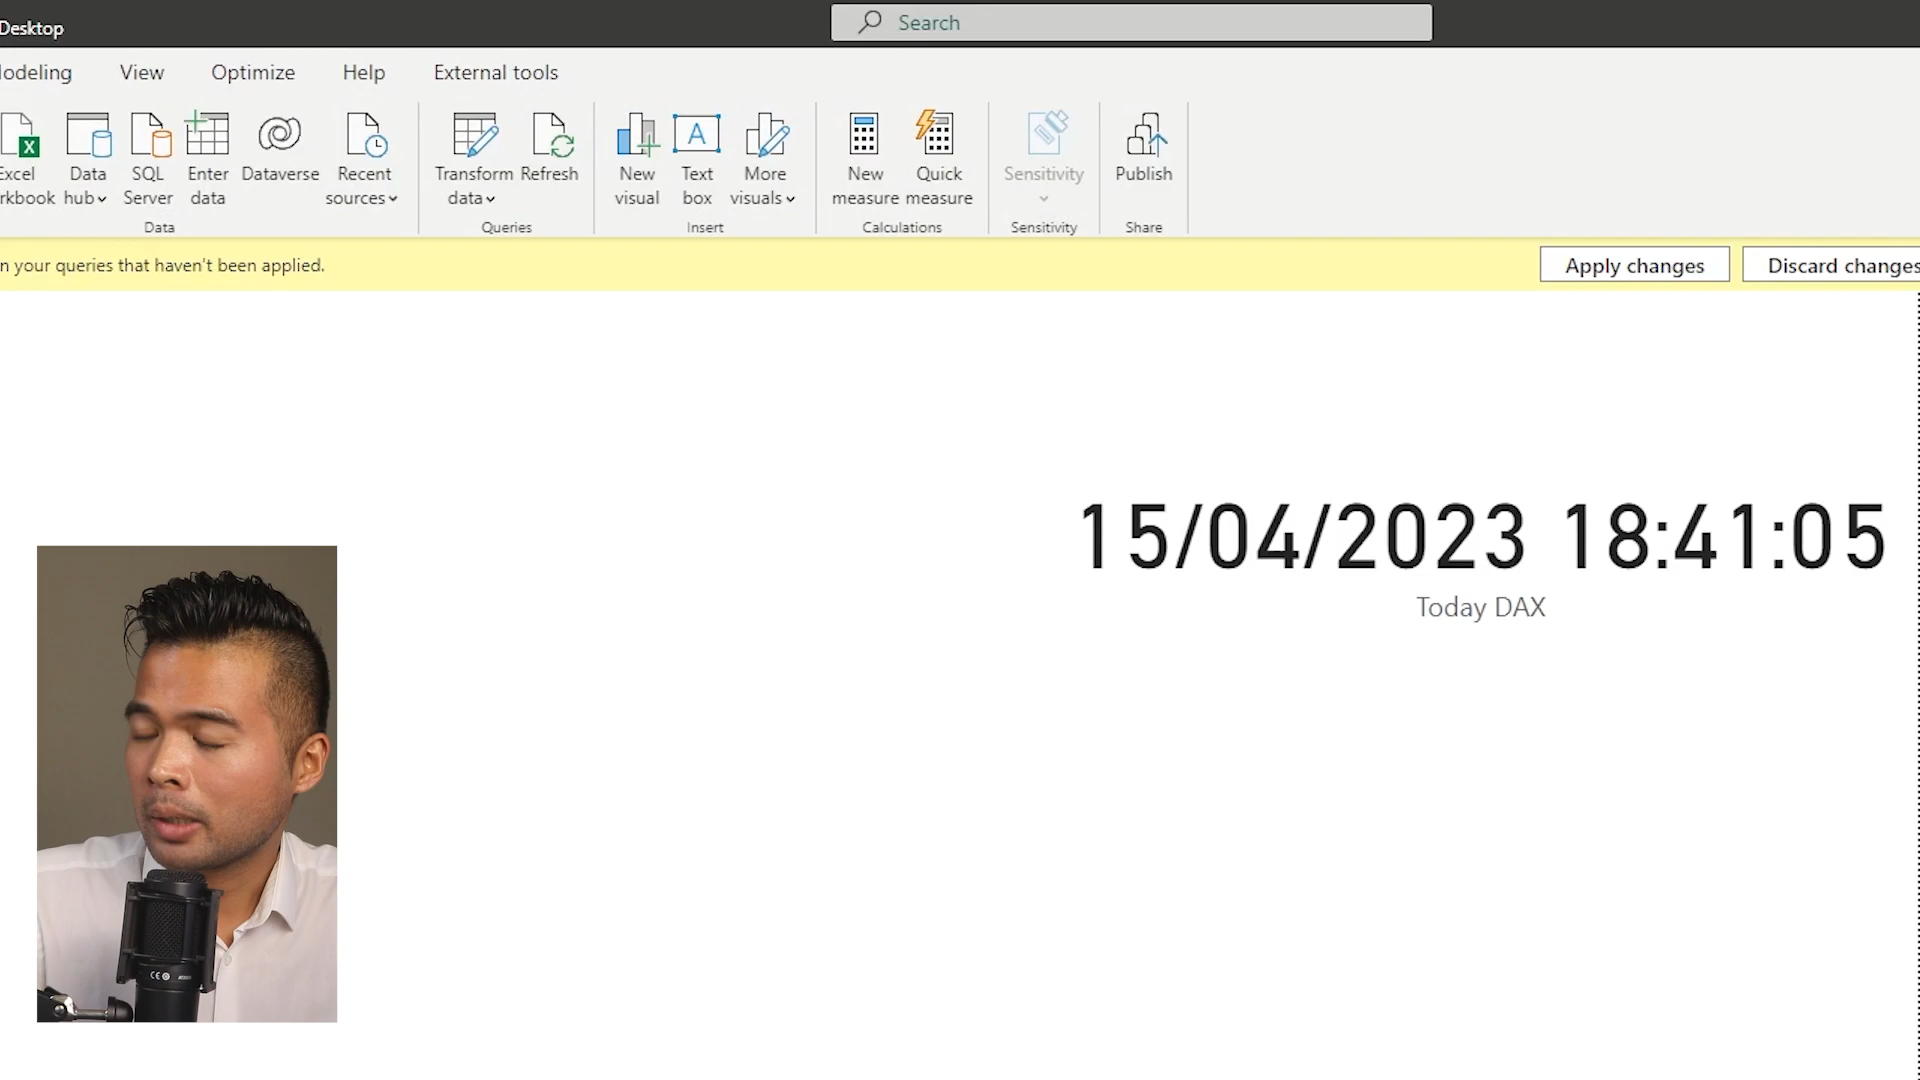 Desktop
Search
odeling
View
Optimize
Help
External tools
Excel
rkbook
Data
hub
SQL
Server
Enter
data
Dataverse
Recent
sources
Data
Transform
data
Refresh
Queries
New
visual
Text
box
More
visuals
Insert
New
measure
Quick
measure
Calculations
Sensitivity
Sensitivity
Publish
Share
n your queries that haven't been applied.
Apply changes
Discard changes
15/04/2023 18:41:05
Today DAX